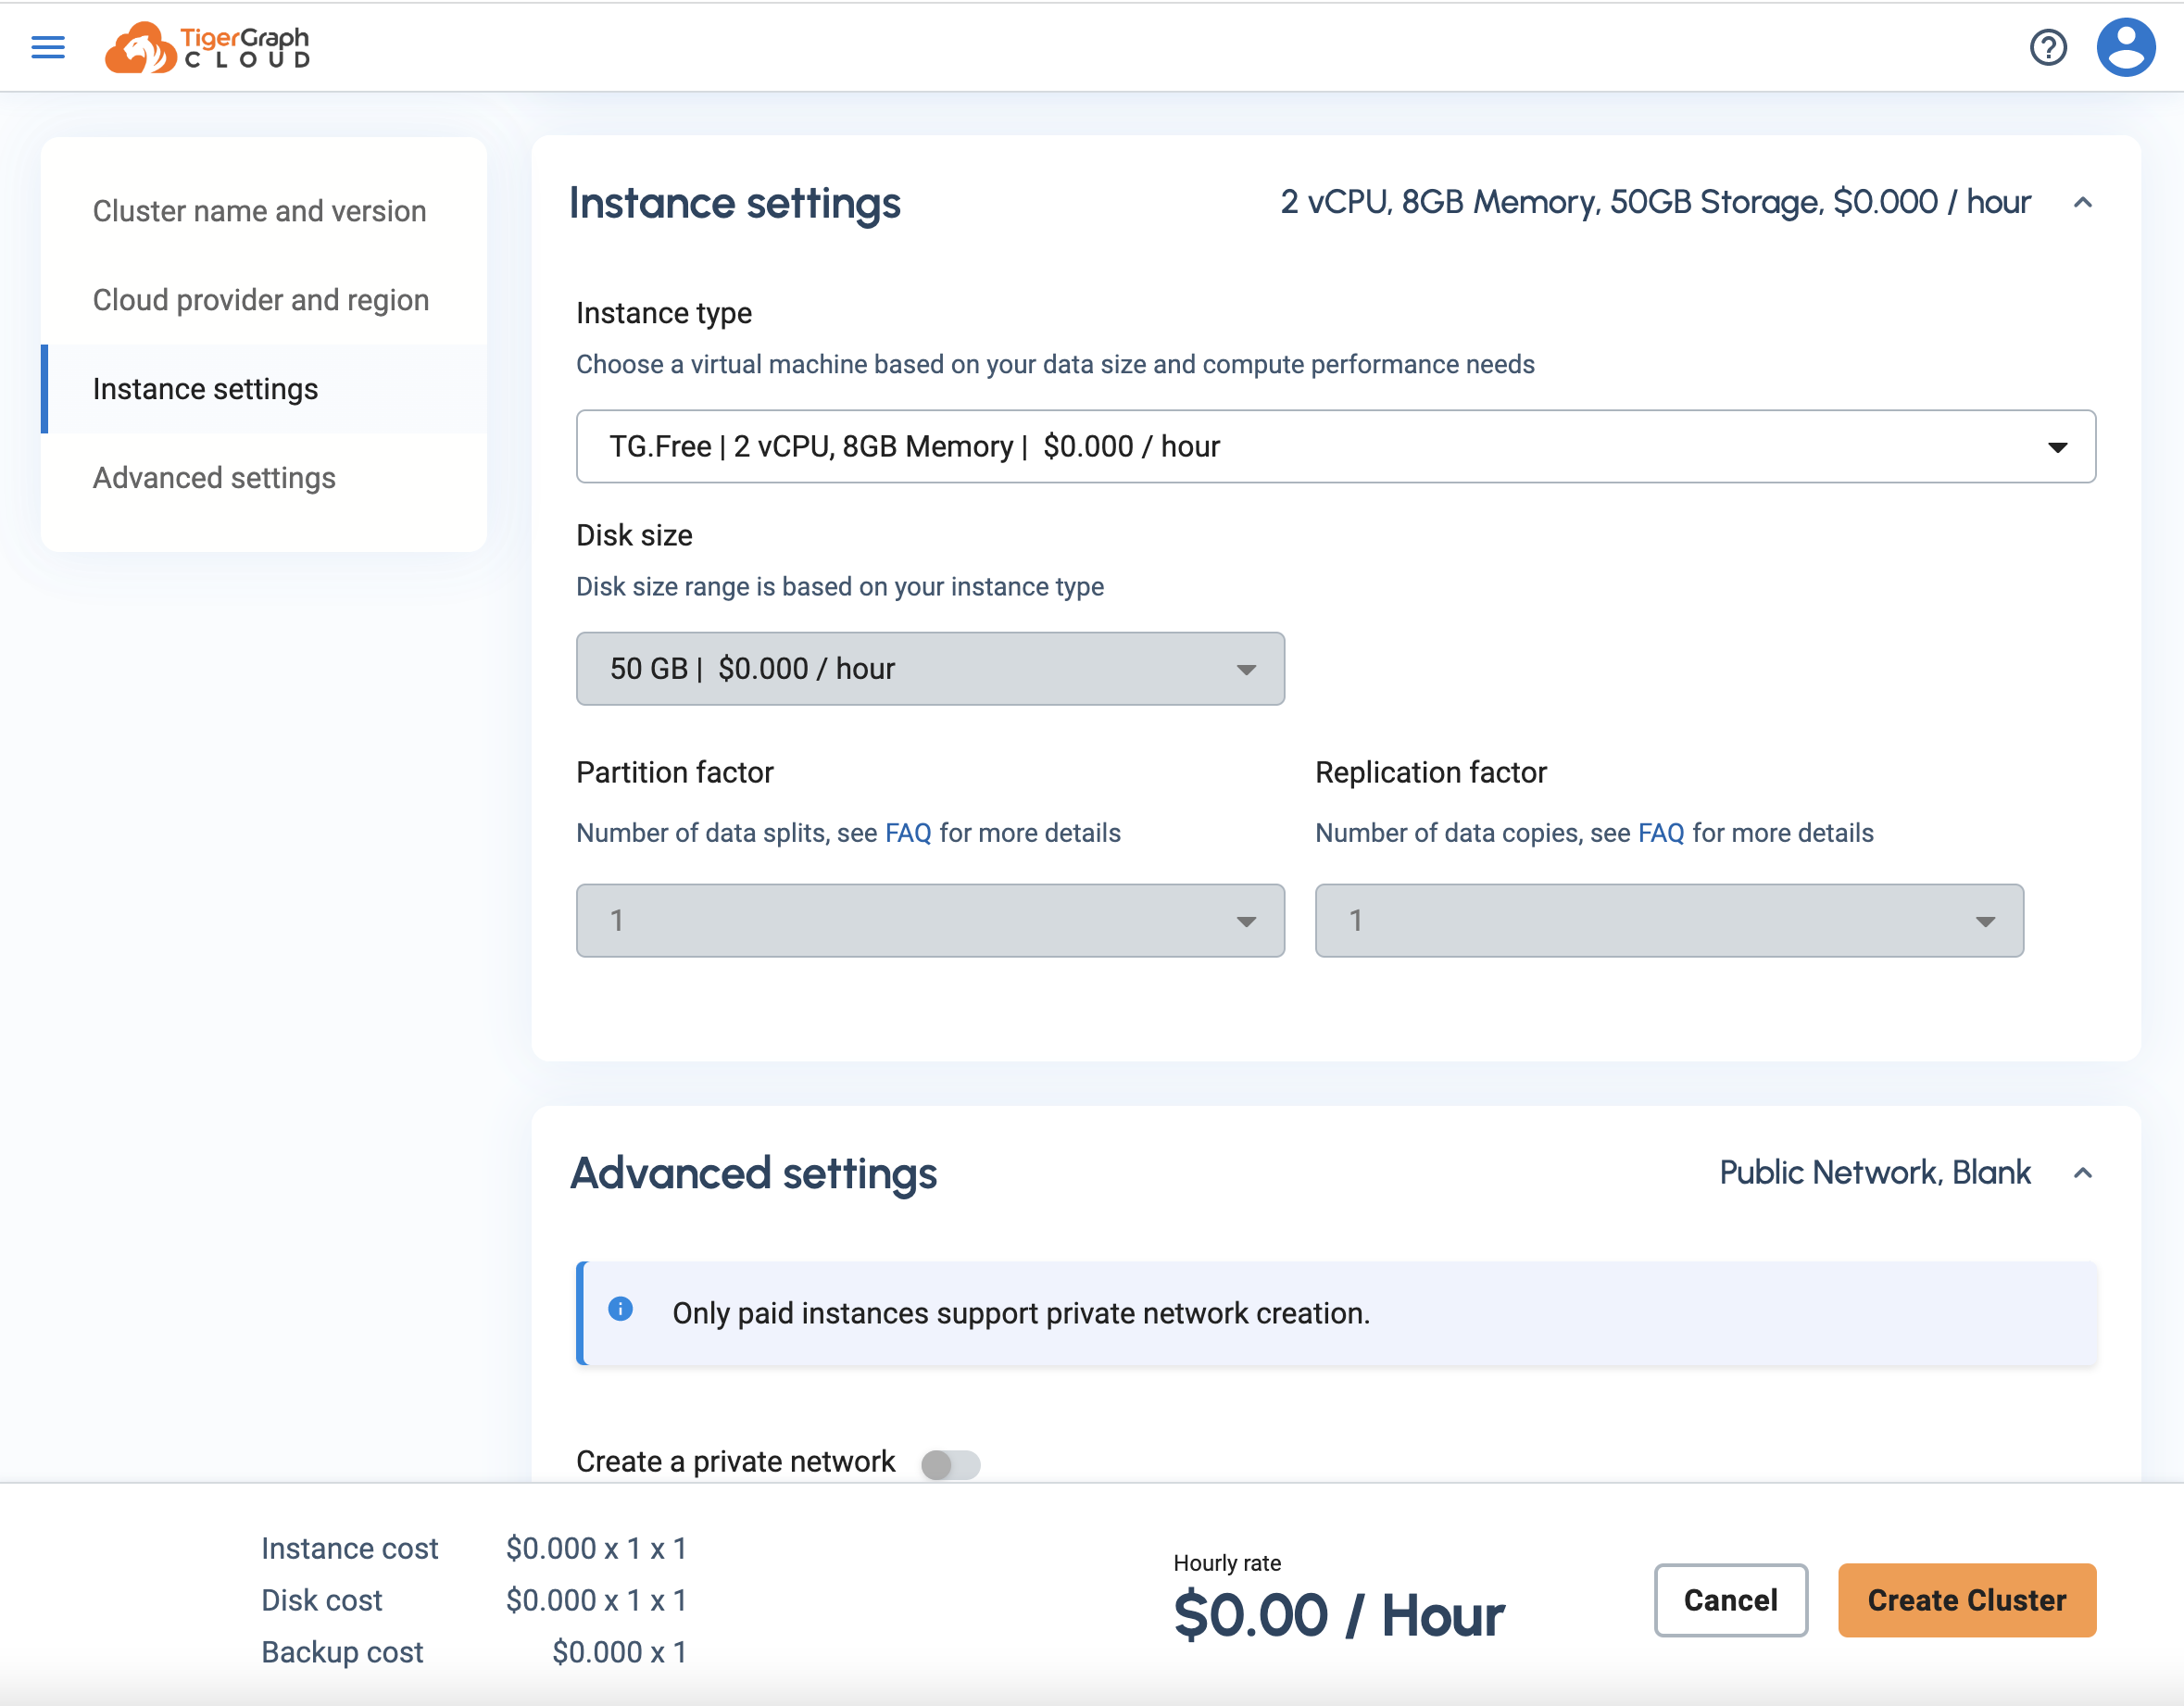 TigerGraph
CLOUD
Cluster name and version
Cloud provider and region
Instance settings
Advanced settings
Instance settings
2 vCPU, 8GB Memory, 50GB Storage, $0.000 / hour
Instance type
Choose a virtual machine based on your data size and compute performance needs
TG.Free | 2 vCPU, 8GB Memory | $0.000 / hour
Disk size
Disk size range is based on your instance type
50 GB | $0.000 / hour
Partition factor
Number of data splits, see FAQ for more details
1
Replication factor
Number of data copies, see FAQ for more details
1
Advanced settings
Public Network, Blank
Only paid instances support private network creation.
Create a private network
Instance cost $0.000 x 1 x 1
Disk cost $0.000 x 1 x 1
Backup cost $0.000 x 1
Hourly rate
$0.00 / Hour
Cancel
Create Cluster